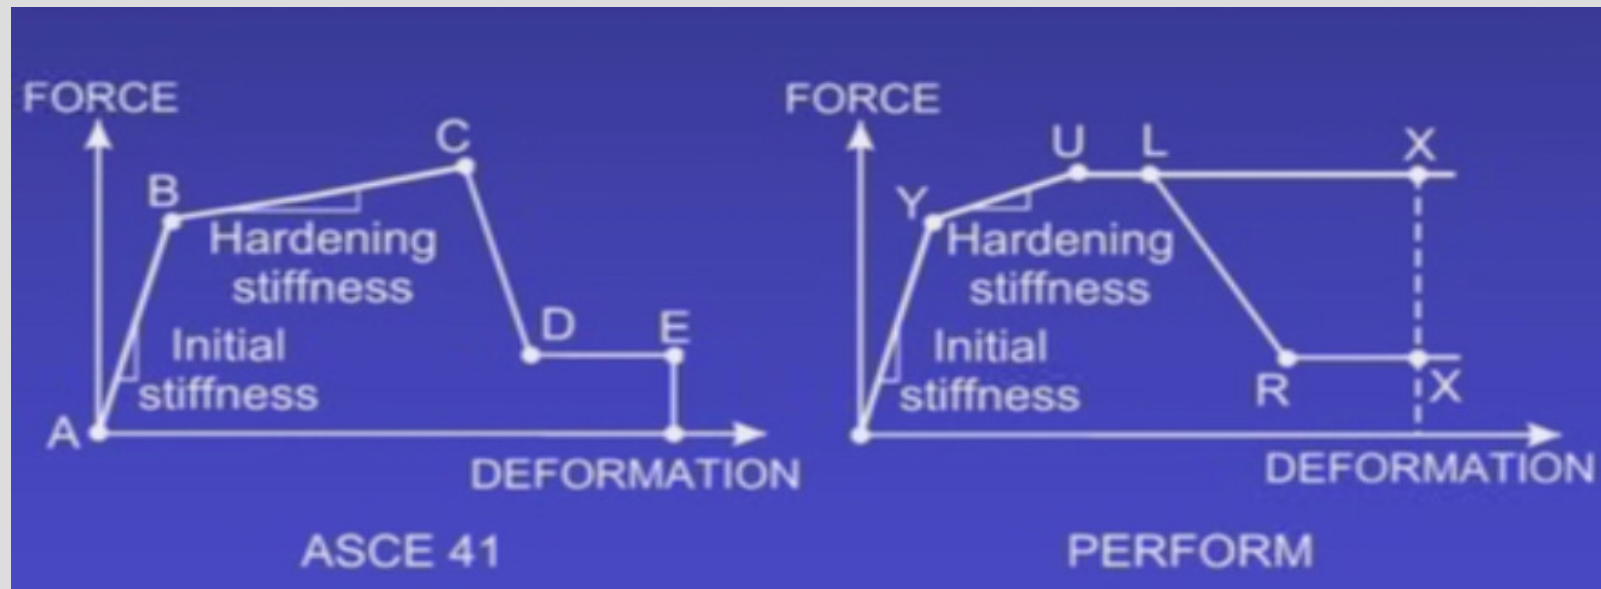 FORCE
C
B
Hardening
stiffness
D
E
Initial
stiffness
A
DEFORMATION
ASCE 41
FORCE
U
L
X
Y
Hardening
stiffness
Initial
stiffness
R
X
DEFORMATION
PERFORM